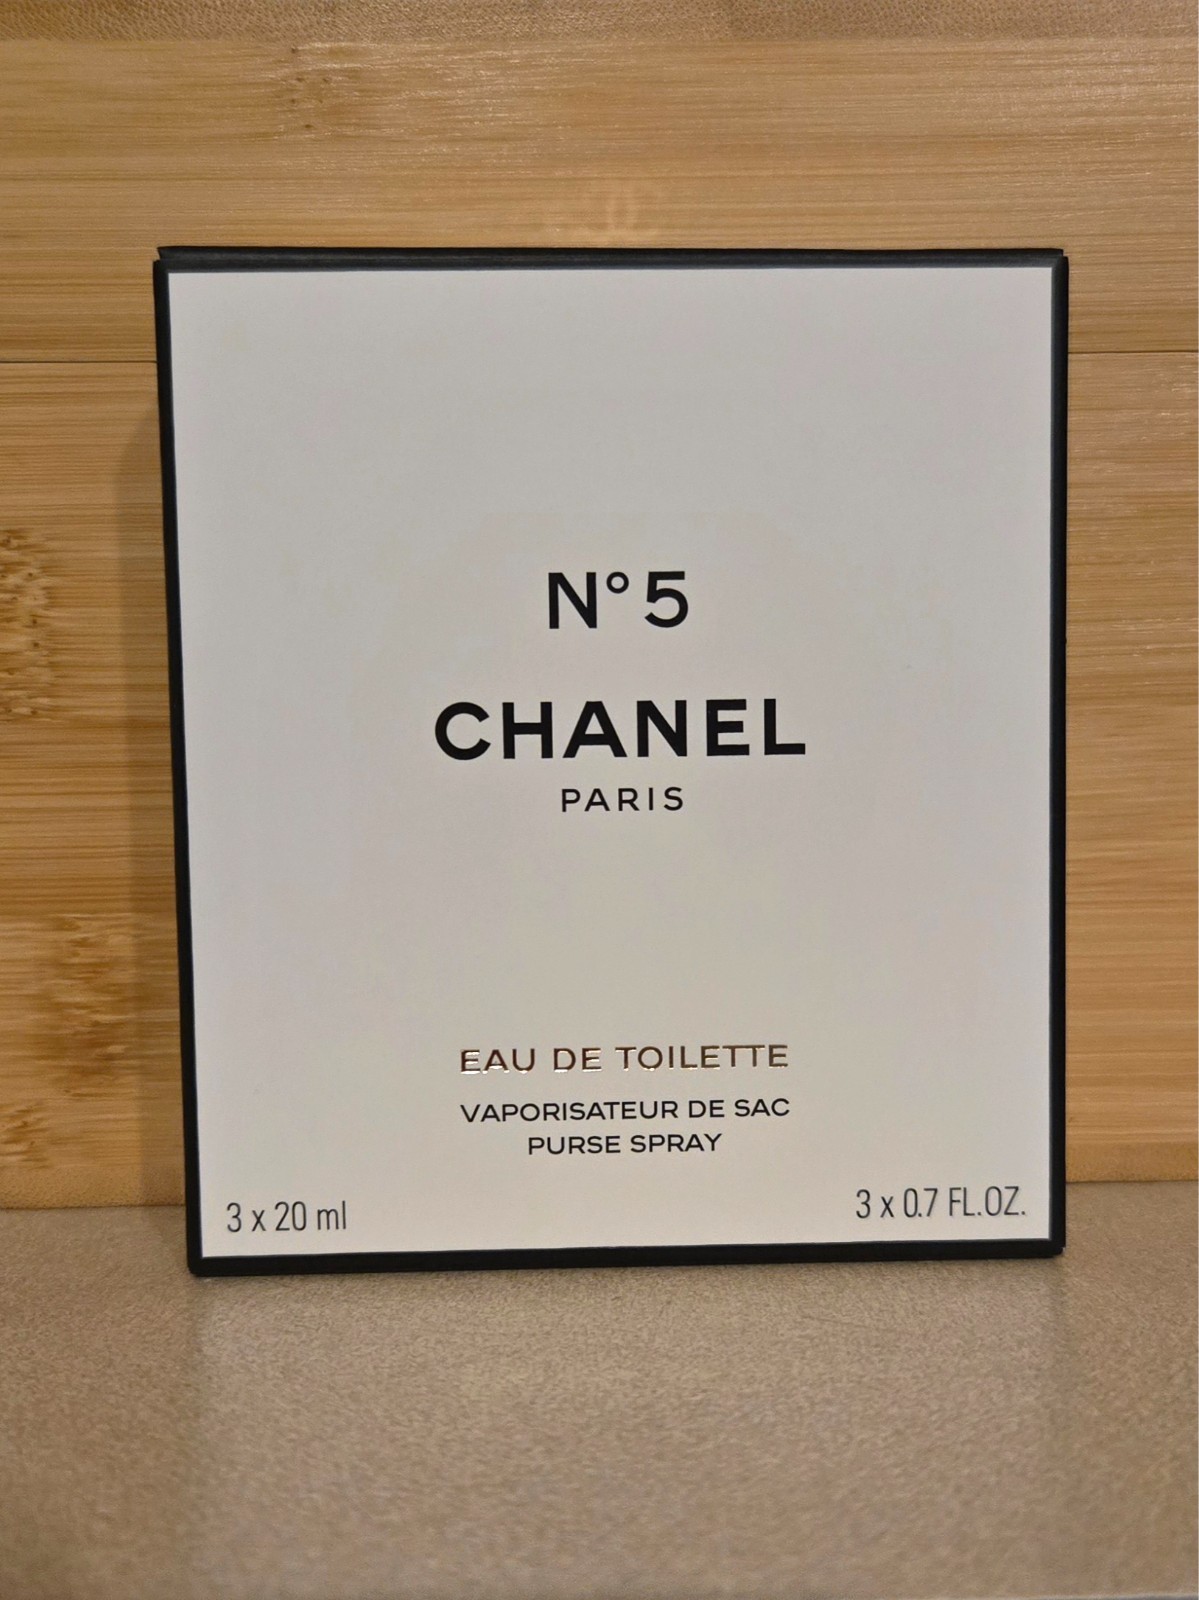 N° 5
CHANEL
PARIS
EAU DE TOILETTE
VAPORISATEUR DE SAC
PURSE SPRAY
3 x 20 ml
3 x 0.7 FL.OZ.